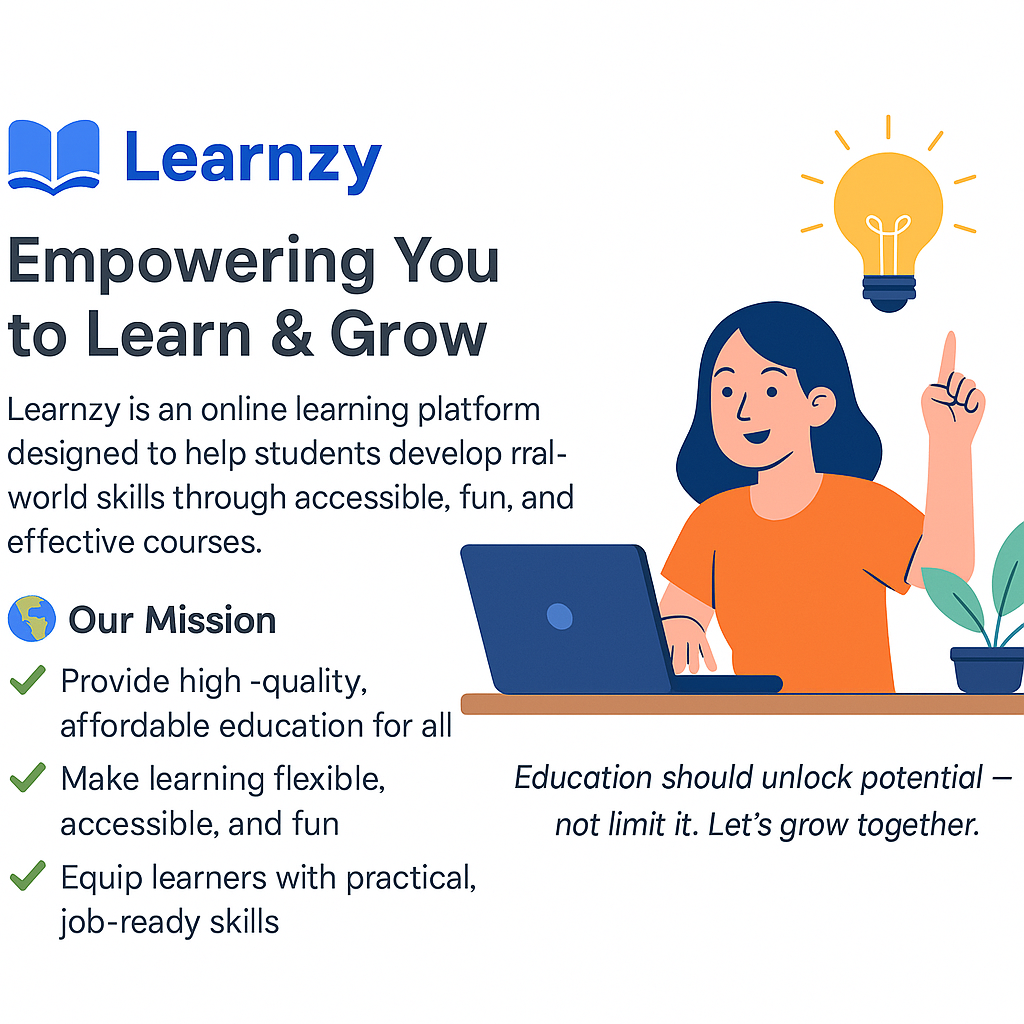 Learnzy
Empowering You
to Learn & Grow
Learnzy is an online learning platform
designed to help students develop rral-
world skills through accessible, fun, and
effective courses.
Our Mission
Provide high -quality,
affordable education for all
Make learning flexible,
accessible, and fun
Equip learners with practical,
job-ready skills
Education should unlock potential –
not limit it. Let's grow together.